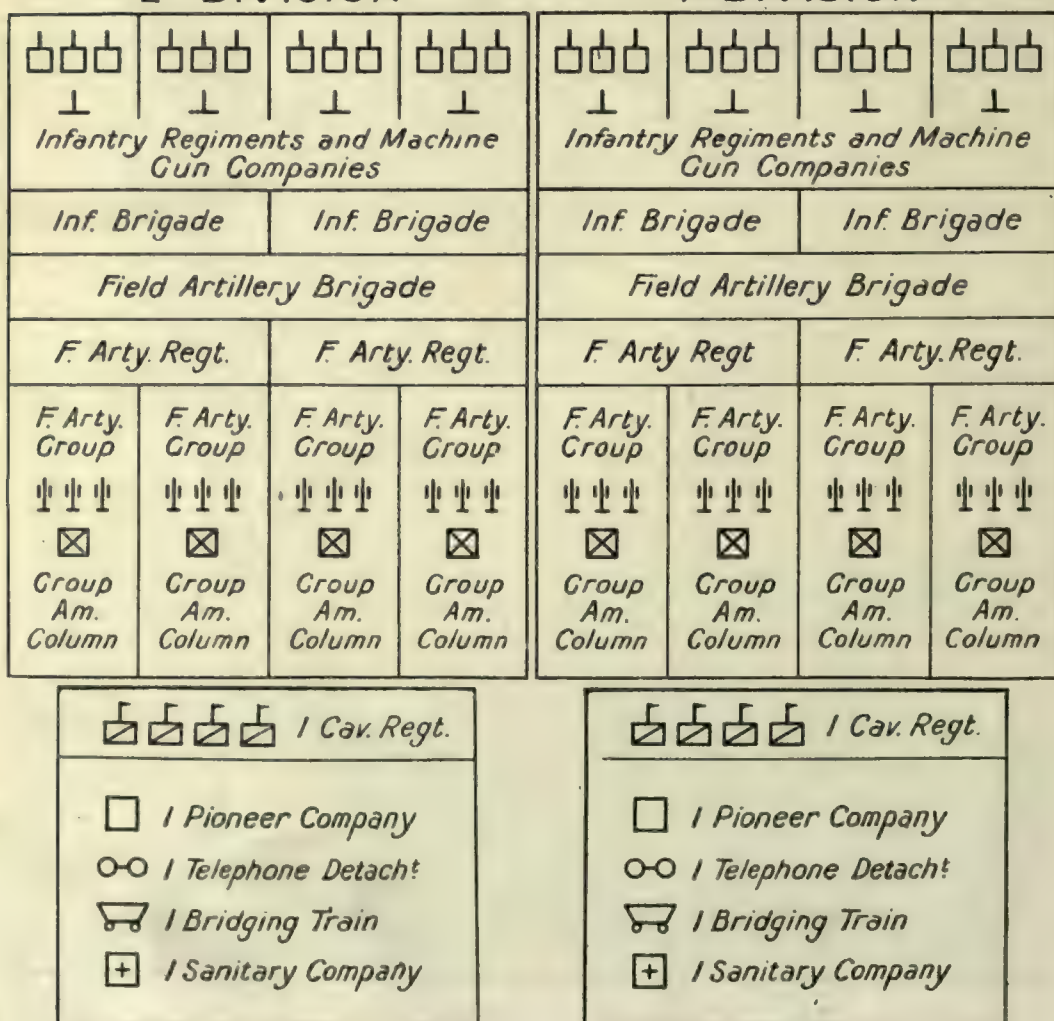 DIVISION
DIVISION
Infantry Regiments and Machine
Gun Companies
Infantry Regiments and Machine
Gun Companies
Inf. Brigade
Inf. Brigade
Inf. Brigade
Inf. Brigade
Field Artillery Brigade
Field Artillery Brigade
F. Arty. Regt.
F. Arty. Regt.
F. Arty Regt
F. Arty. Regt.
F. Arty.
Group
F. Arty.
Group
F. Arty.
Group
F. Arty.
Group
F. Arty.
Group
F. Arty.
Group
F. Arty.
Group
F. Arty.
Group
Group
Am.
Column
Group
Am.
Column
Group
Am.
Column
Group
Am.
Column
Group
Am.
Column
Group
Am.
Column
Group
Am.
Column
Group
Am.
Column
1 Cav. Regt.
1 Pioneer Company
1 Telephone Detacht
1 Bridging Train
1 Sanitary Company
1 Cav. Regt.
1 Pioneer Company
1 Telephone Detacht
1 Bridging Train
1 Sanitary Company